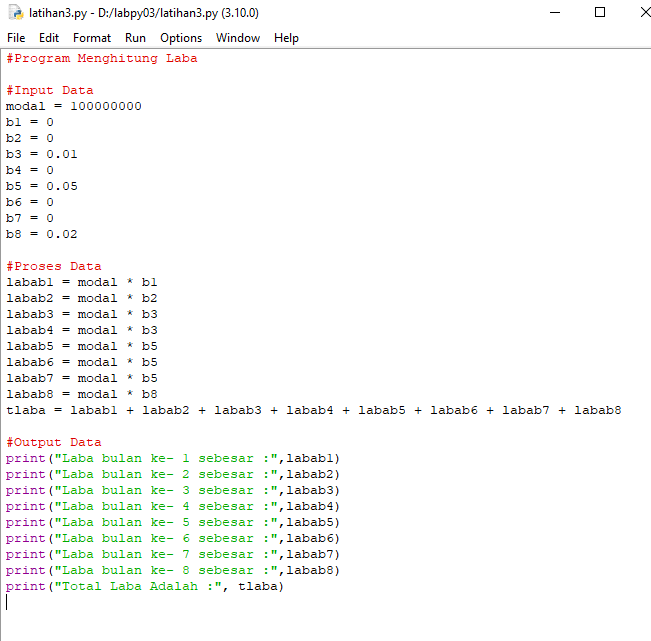 latihan3.py - D:/labpy03/latihan3.py (3.10.0)
File Edit Format Run Options Window Help
#Program Menghitung Laba
#Input Data
modal = 100000000
b1 = 0
b2 = 0
b3 = 0.01
b4 = 0
b5 = 0.05
b6 = 0
b7 = 0
b8 = 0.02
#Proses Data
labab1 = modal * b1
labab2 = modal * b2
labab3 = modal * b3
labab4 = modal * b3
labab5 = modal * b5
labab6 = modal * b5
labab7 = modal * b5
labab8 = modal * b8
tlaba = labab1 + labab2 + labab3 + labab4 + labab5 + labab6 + labab7 + labab8
#Output Data
print("Laba bulan ke- 1 sebesar :",labab1)
print("Laba bulan ke- 2 sebesar :",labab2)
print("Laba bulan ke- 3 sebesar :",labab3)
print("Laba bulan ke- 4 sebesar :",labab4)
print("Laba bulan ke- 5 sebesar :",labab5)
print("Laba bulan ke- 6 sebesar :",labab6)
print("Laba bulan ke- 7 sebesar :",labab7)
print("Laba bulan ke- 8 sebesar :",labab8)
print("Total Laba Adalah :", tlaba)